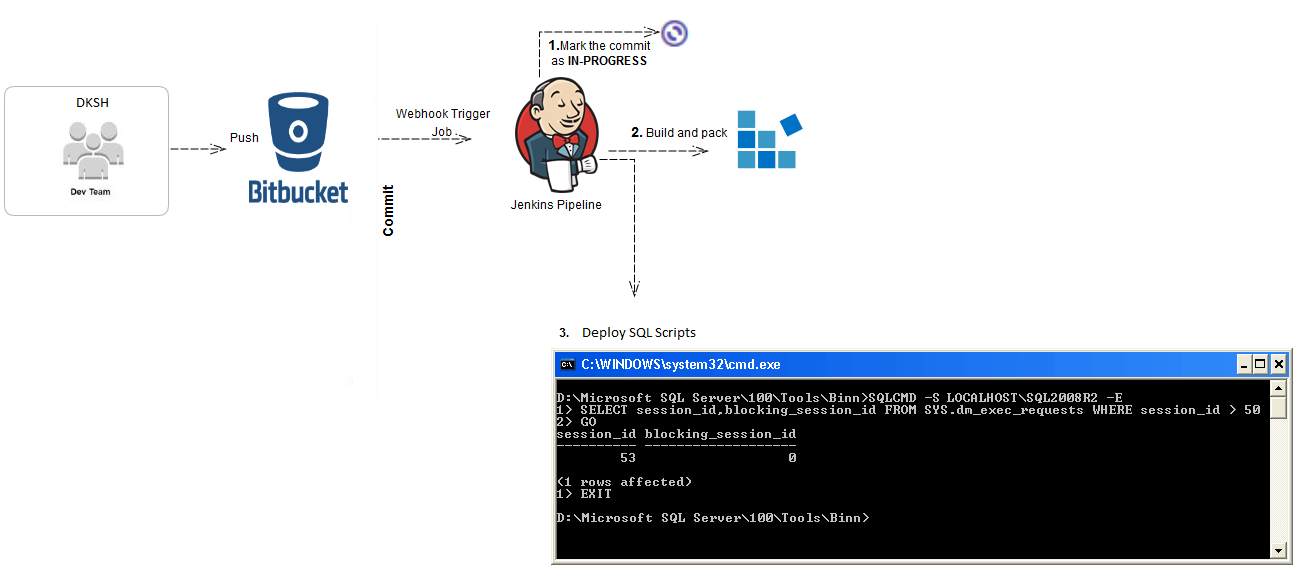 DKSH
Dev Team
Push
Bitbucket
Commit
Webhook Trigger
Job
1.Mark the commit
as IN-PROGRESS
Jenkins Pipeline
2. Build and pack
3. Deploy SQL Scripts
C:\WINDOWS\system32\cmd.exe
D:\Microsoft SQL Server\100\Tools\Binn>SQLCMD -S LOCALHOST\SQL2008R2 -E
1> SELECT session_id,blocking_session_id FROM SYS.dm_exec_requests WHERE session_id > 50
2> GO
session_id blocking_session_id
---------- -------------------
53 0
(1 rows affected)
1> EXIT
D:\Microsoft SQL Server\100\Tools\Binn>